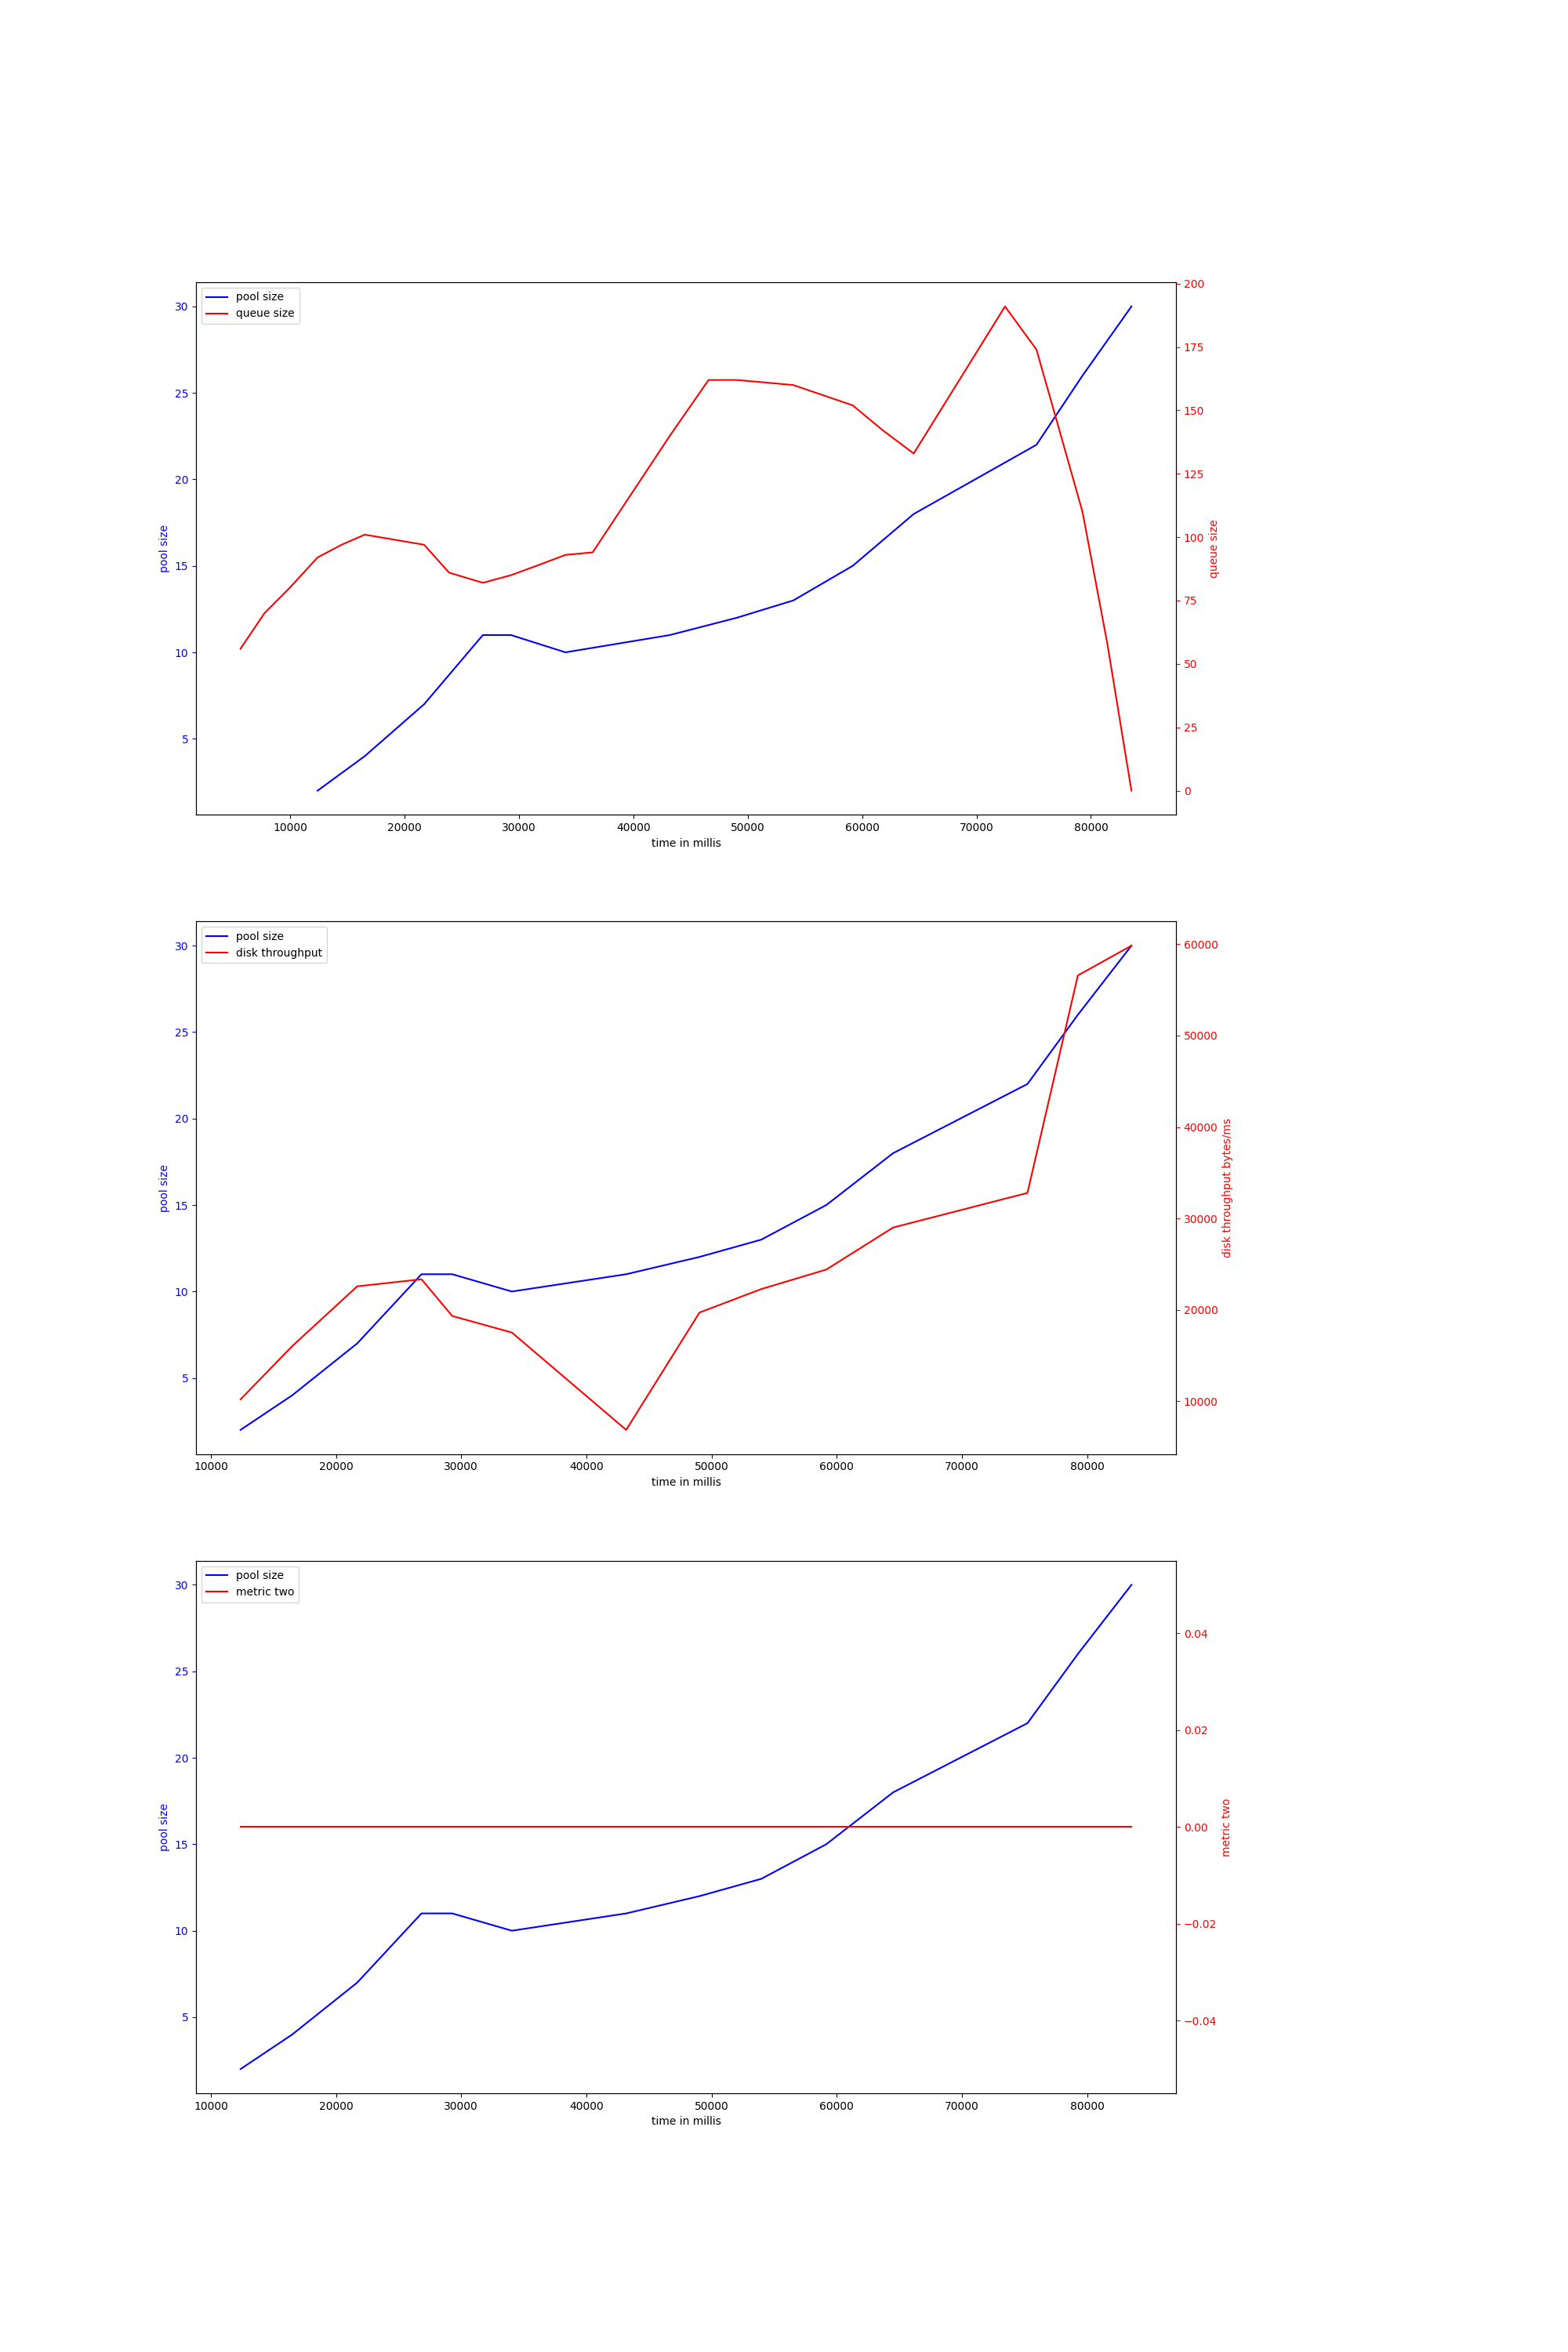 pool size
queue size
30
25
20
15
10
5
pool size
200
175
150
125
100
75
50
25
0
queue size
10000 20000 30000 40000 50000 60000 70000 80000
time in millis
pool size
disk throughput
30
25
20
15
10
5
pool size
60000
50000
40000
30000
20000
10000
disk throughput bytes/ms
10000 20000 30000 40000 50000 60000 70000 80000
time in millis
pool size
metric two
30
25
20
15
10
5
pool size
0.04
0.02
0.00
−0.02
−0.04
metric two
10000 20000 30000 40000 50000 60000 70000 80000
time in millis